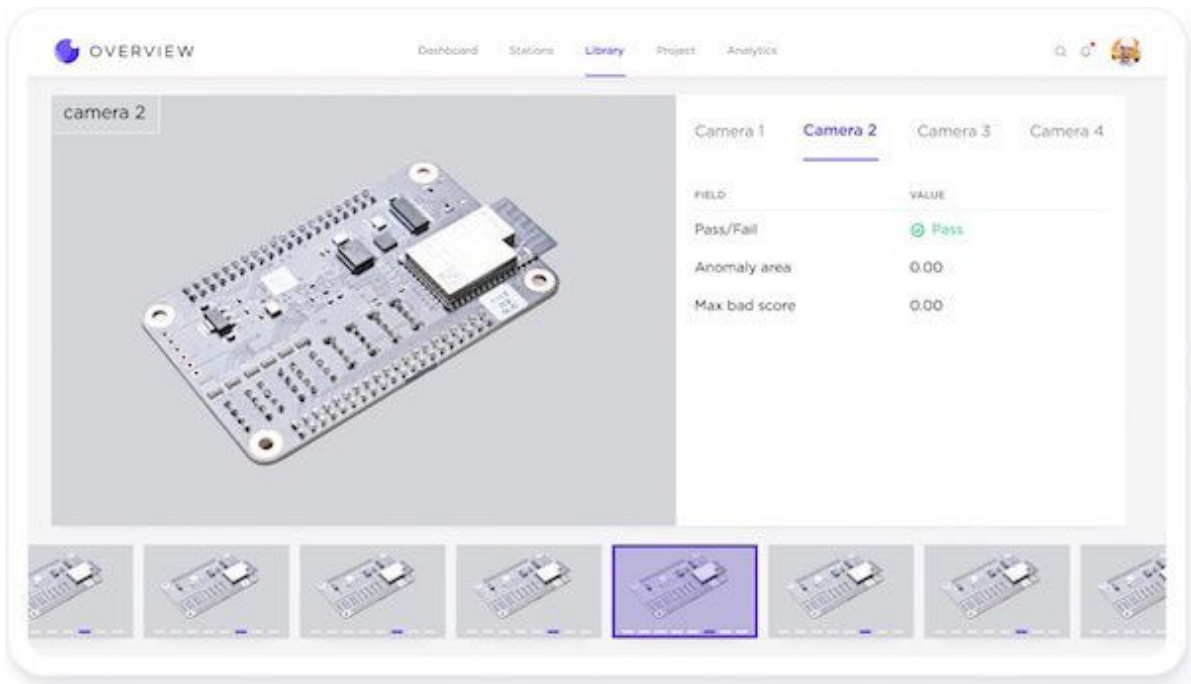 OVERVIEW
Dashboard Stations Library Project Analytics
camera 2
Camera 1 Camera 2 Camera 3 Camera 4
FIELD VALUE
Pass/Fail Pass
Anomaly area 0.00
Max bad score 0.00